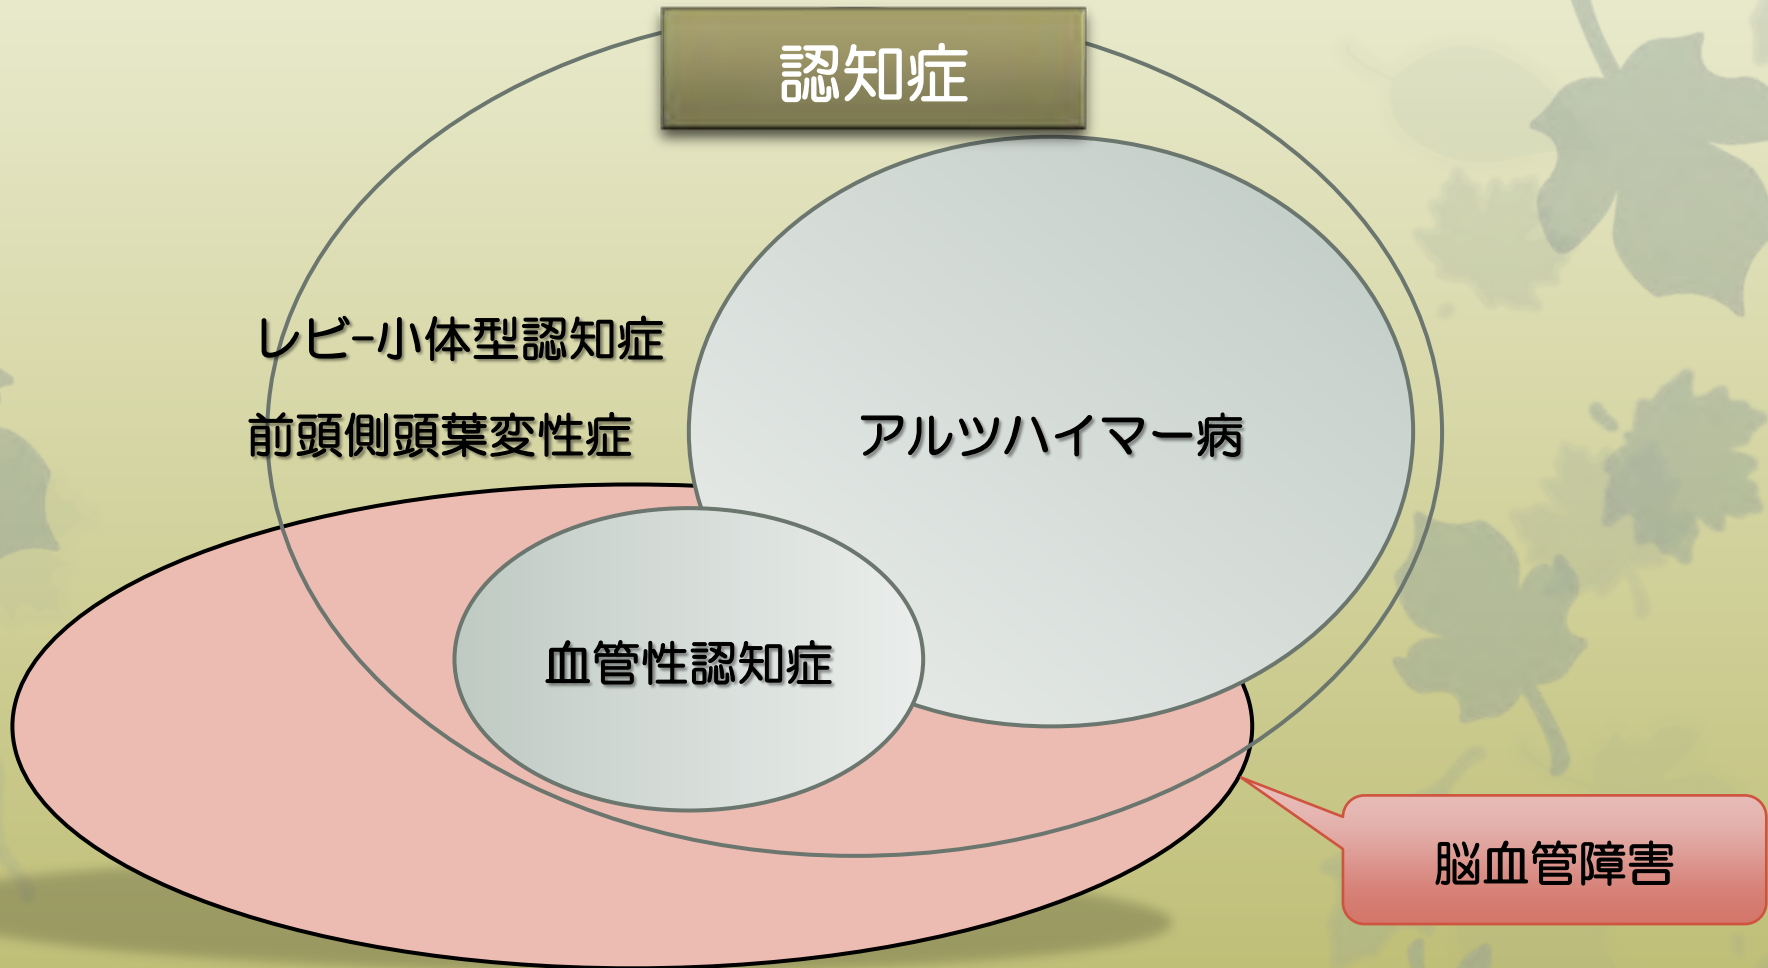 認知症
レビー小体型認知症
前頭側頭葉変性症
アルツハイマー病
血管性認知症
脳血管障害